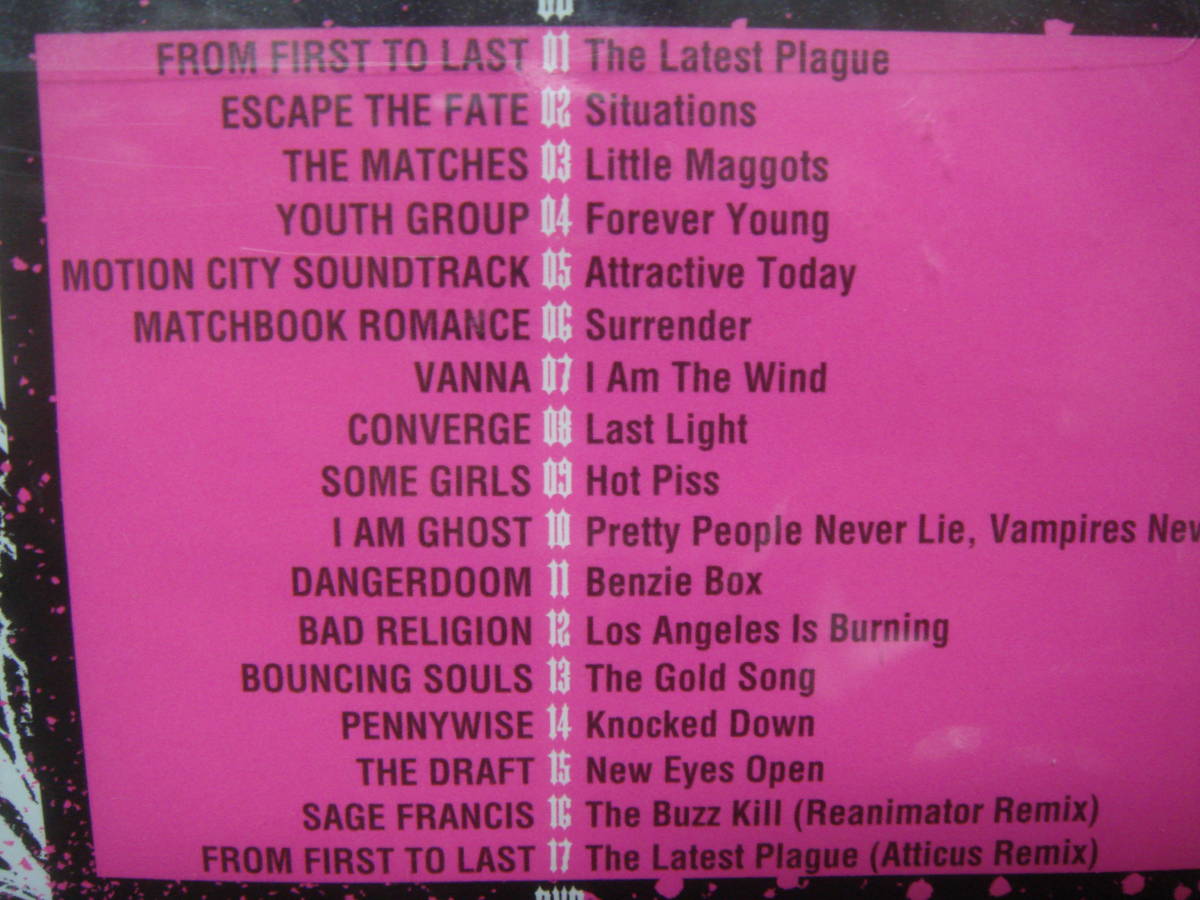 FROM FIRST TO LAST 01 The Latest Plague
ESCAPE THE FATE 02 Situations
THE MATCHES 03 Little Maggots
YOUTH GROUP 04 Forever Young
MOTION CITY SOUNDTRACK 05 Attractive Today
MATCHBOOK ROMANCE 06 Surrender
VANNA 07 I Am The Wind
CONVERGE 08 Last Light
SOME GIRLS 09 Hot Piss
I AM GHOST 10 Pretty People Never Lie, Vampires
DANGERDOOM 11 Benzie Box
BAD RELIGION 12 Los Angeles Is Burning
BOUNCING SOULS 13 The Gold Song
PENNYWISE 14 Knocked Down
THE DRAFT 15 New Eyes Open
SAGE FRANCIS 16 The Buzz Kill (Reanimator Remix)
FROM FIRST TO LAST 17 The Latest Plague (Atticus Remix)